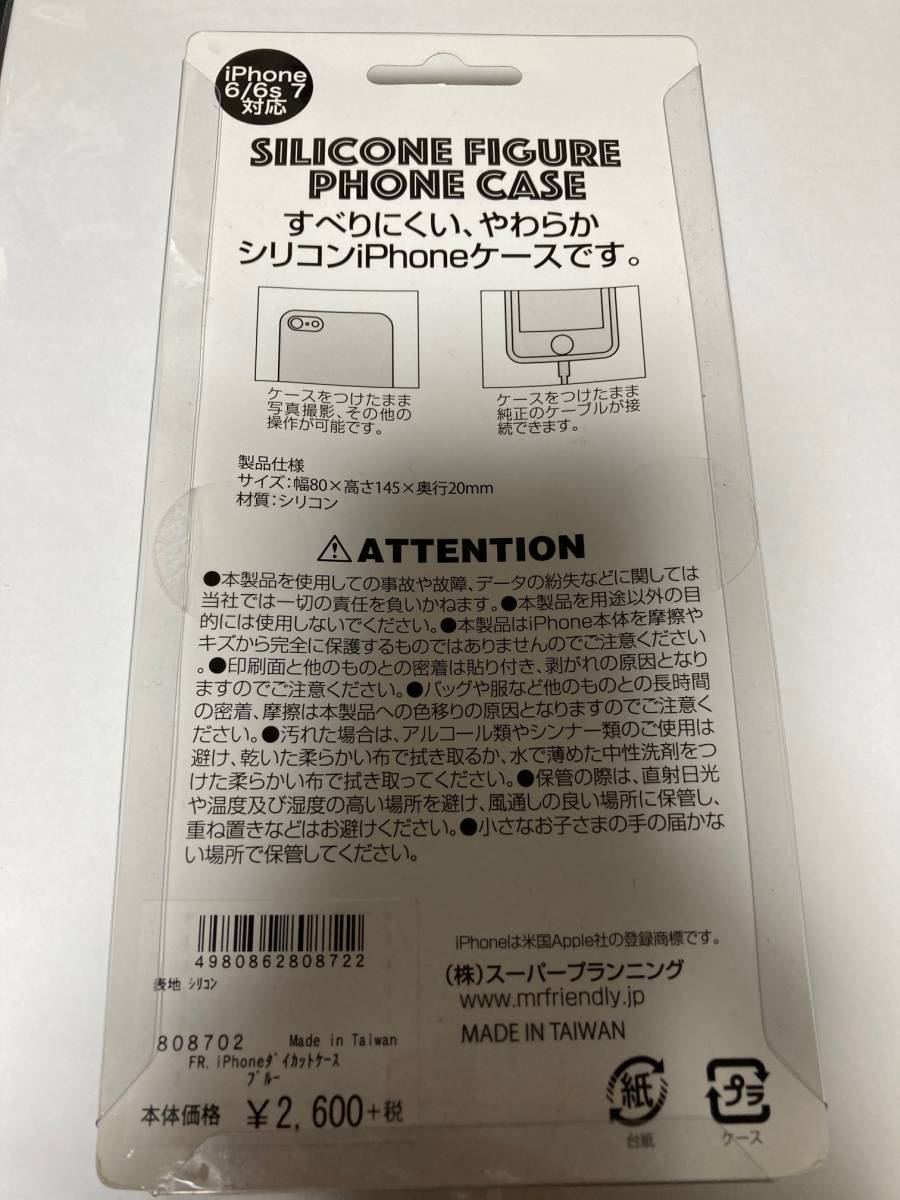 iPhone
6/6s 7
対応
SILICONE FIGURE
PHONE CASE
すべりにくい、やわらか
シリコンiPhoneケースです。
ケースをつけたまま
写真撮影、その他の
操作が可能です。
ケースをつけたまま
純正のケーブルが接
続できます。
製品仕様
サイズ:幅80×高さ145×奥行20mm
材質:シリコン
⚠ATTENTION
●本製品を使用しての事故や故障、データの紛失などに関しては
当社では一切の責任を負いかねます。●本製品を用途以外の目
的には使用しないでください。●本製品はiPhone本体を摩擦や
キズから完全に保護するものではありませんのでご注意ください
。●印刷面と他のものとの密着は貼り付き、剥がれの原因となり
ますのでご注意ください。●バッグや服など他のものとの長時間
の密着、摩擦は本製品への色移りの原因となりますのでご注意く
ださい。●汚れた場合は、アルコール類やシンナー類のご使用は
避け、乾いた柔らかい布で拭き取るか、水で薄めた中性洗剤をつ
けた柔らかい布で拭き取ってください。●保管の際は、直射日光
や温度及び湿度の高い場所を避け、風通しの良い場所に保管し、
重ね置きなどはお避けください。●小さなお子さまの手の届かな
い場所で保管してください。
4980862808722
表地 ｼﾘｺﾝ
808702 Made in Taiwan
FR. iPhoneﾀﾞｲｶｯﾄｹｰｽ
ﾌﾞﾙｰ
本体価格 ¥2,600+税
iPhoneは米国Apple社の登録商標です。
(株)スーパープランニング
www.mrfriendly.jp
MADE IN TAIWAN
紙
台紙
プラ
ケース